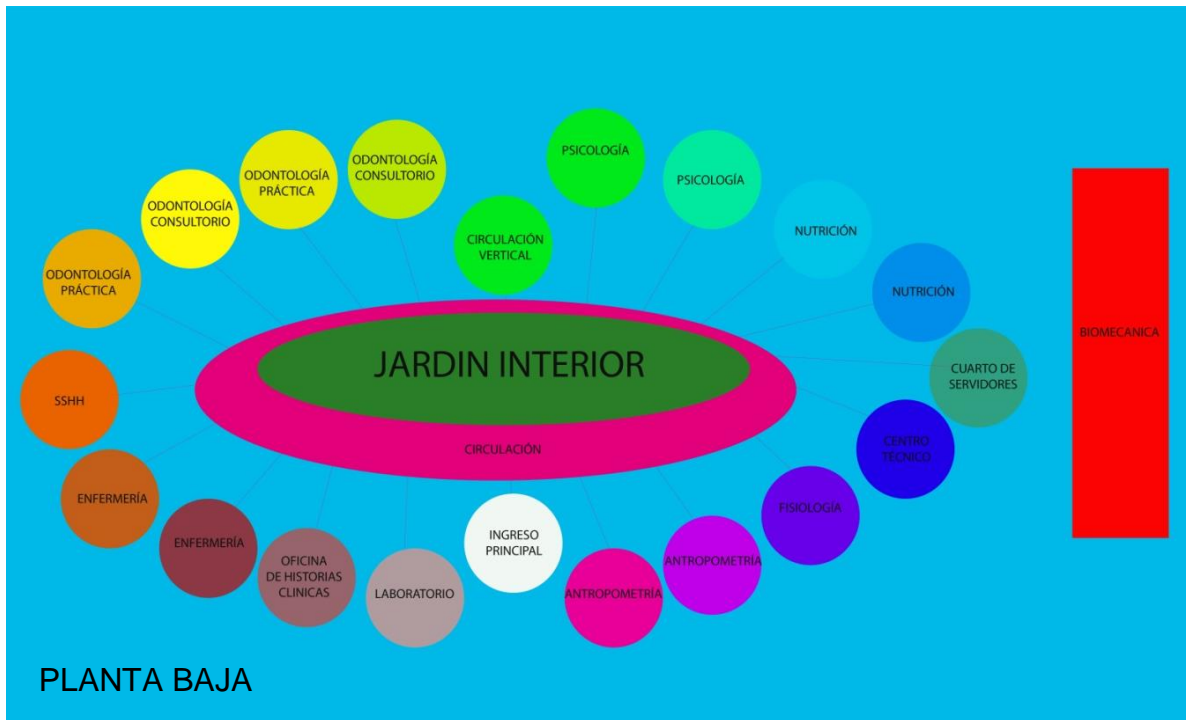 PSICOLOGÍA
ODONTOLOGÍA
CONSULTORIO
ODONTOLOGÍA
PRÁCTICA
PSICOLOGÍA
ODONTOLOGÍA
CONSULTORIO
NUTRICIÓN
CIRCULACIÓN
VERTICAL
ODONTOLOGÍA
PRÁCTICA
NUTRICIÓN
BIOMECANICA
JARDIN INTERIOR
CUARTO DE
SERVIDORES
SSHH
CIRCULACIÓN
CENTRO
TÉCNICO
ENFERMERÍA
FISIOLOGÍA
ENFERMERÍA
INGRESO
PRINCIPAL
ANTROPOMETRÍA
OFICINA
DE HISTORIAS
CLINICAS
LABORATORIO
ANTROPOMETRÍA
PLANTA BAJA